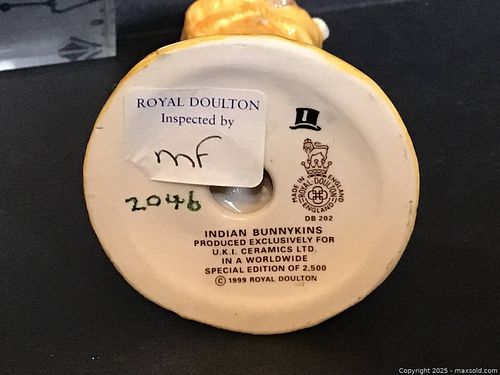 ROYAL DOULTON
Inspected by
mF
2046
1
MADE IN ENGLAND
ROYAL DOULTON
ENGLAND
DB 202
INDIAN BUNNYKINS
PRODUCED EXCLUSIVELY FOR
U.K.I. CERAMICS LTD.
IN A WORLDWIDE
SPECIAL EDITION OF 2,500
© 1999 ROYAL DOULTON
Copyright 2025 - maxsold.com